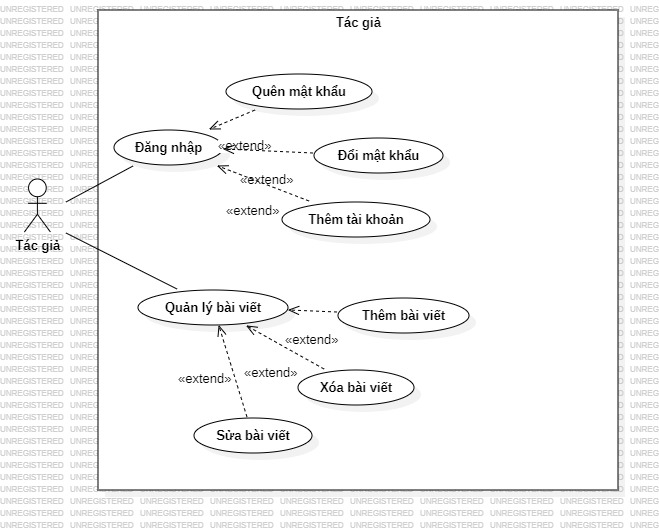 Tác giả
Quên mật khẩu
Đăng nhập
«extend»
Đổi mật khẩu
«extend»
«extend»
Thêm tài khoản
Tác giả
Quản lý bài viết
Thêm bài viết
«extend»
«extend»
«extend»
Xóa bài viết
Sửa bài viết
UNREGISTERED